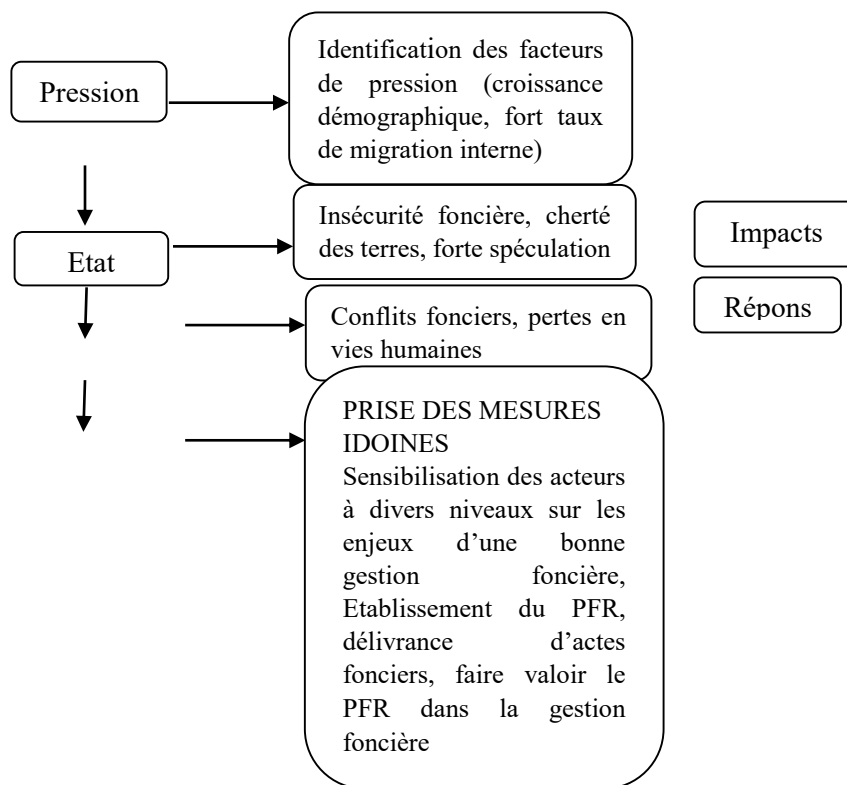 Pression
Identification des facteurs
de pression (croissance
démographique, fort taux
de migration interne)
Etat
Insécurité foncière, cherté
des terres, forte spéculation
Impacts
Répons
Conflits fonciers, pertes en
vies humaines
PRISE DES MESURES
IDOINES
Sensibilisation des acteurs
à divers niveaux sur les
enjeux d’une bonne
gestion foncière,
Etablissement du PFR,
délivrance d’actes
fonciers, faire valoir le
PFR dans la gestion
foncière